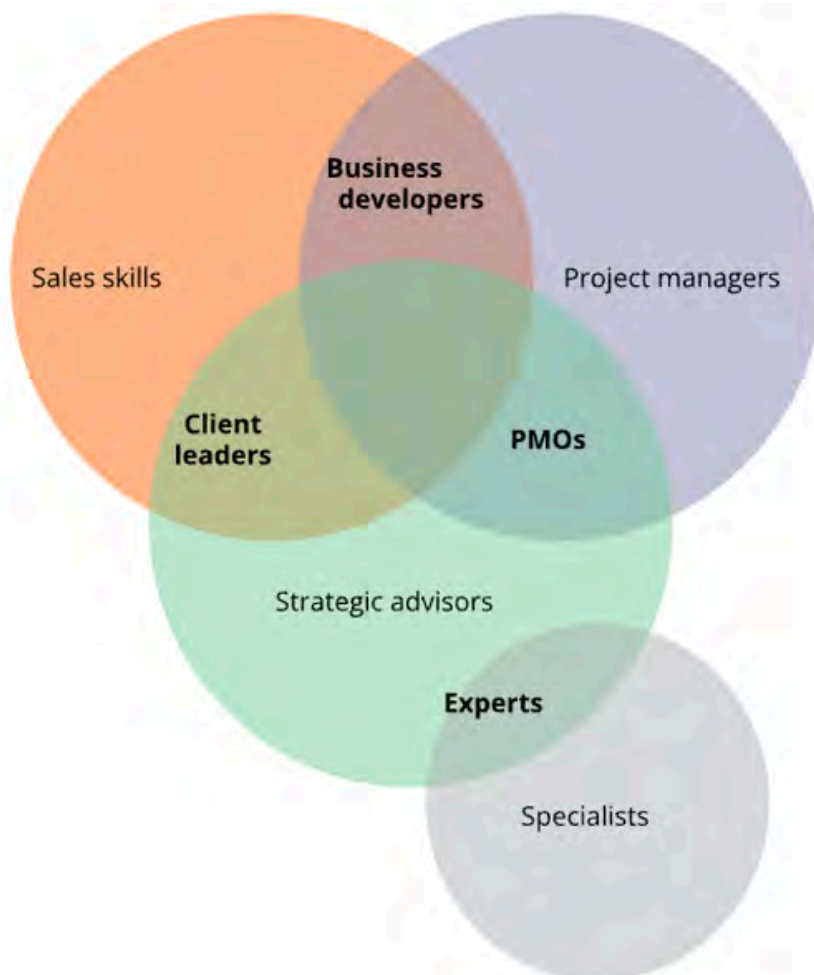 Business
developers
Sales skills
Project managers
Client
leaders
PMOs
Strategic advisors
Experts
Specialists